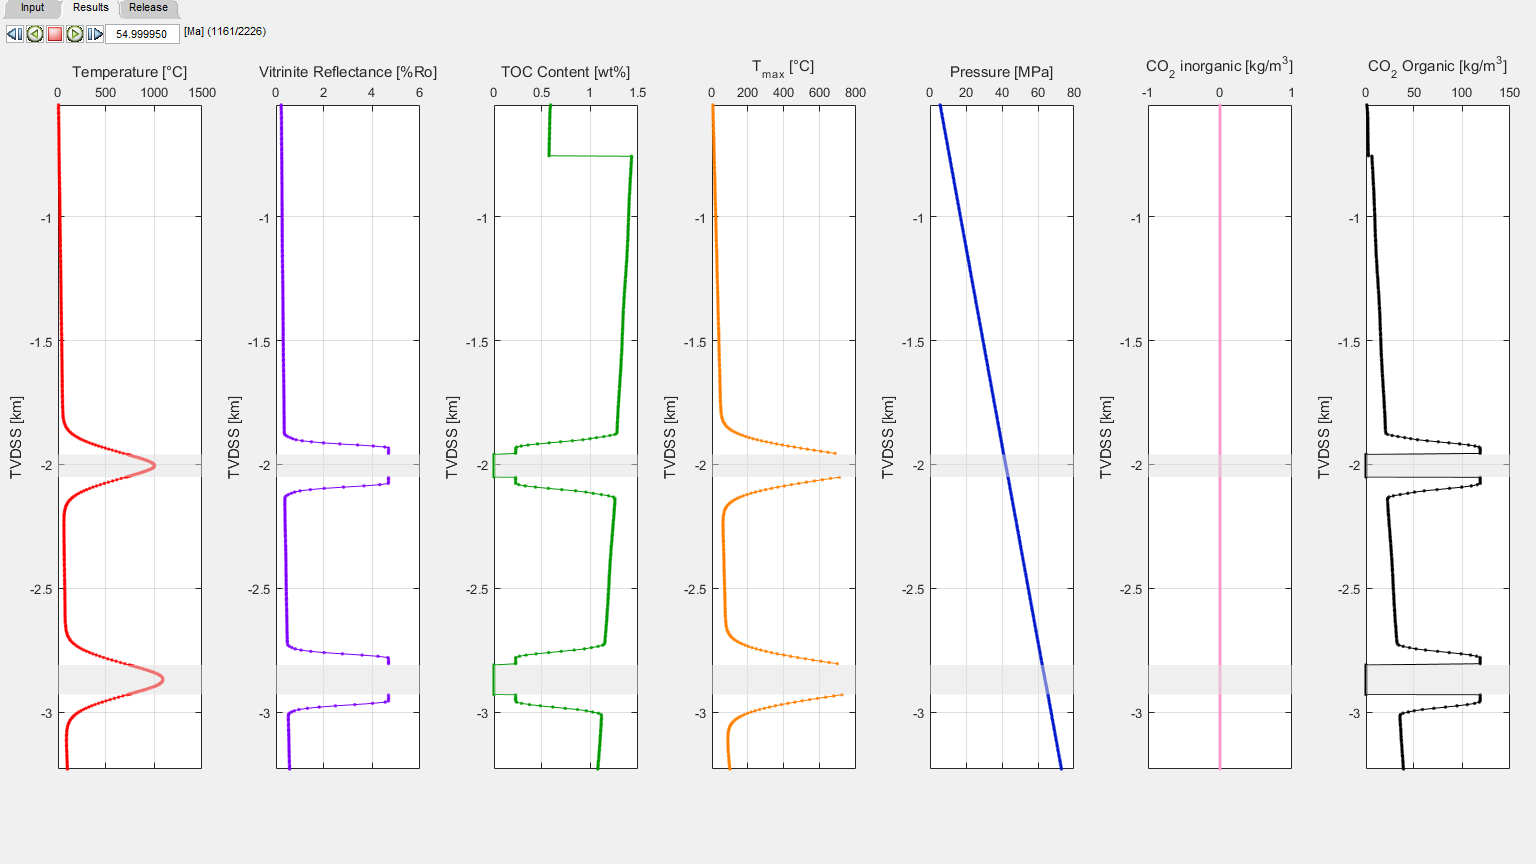 Input Results Release
54.999950 [Ma] (1161/2226)
Temperature [°C]
0 500 1000 1500
TVDSS [km]
-1
-1.5
-2
-2.5
-3
Vitrinite Reflectance [%Ro]
0 2 4 6
TVDSS [km]
-1
-1.5
-2
-2.5
-3
TOC Content [wt%]
0 0.5 1 1.5
TVDSS [km]
-1
-1.5
-2
-2.5
-3
Tmax [°C]
0 200 400 600 800
TVDSS [km]
-1
-1.5
-2
-2.5
-3
Pressure [MPa]
0 20 40 60 80
TVDSS [km]
-1
-1.5
-2
-2.5
-3
CO2 inorganic [kg/m3]
-1 0 1
TVDSS [km]
-1
-1.5
-2
-2.5
-3
CO2 Organic [kg/m3]
0 50 100 150
TVDSS [km]
-1
-1.5
-2
-2.5
-3